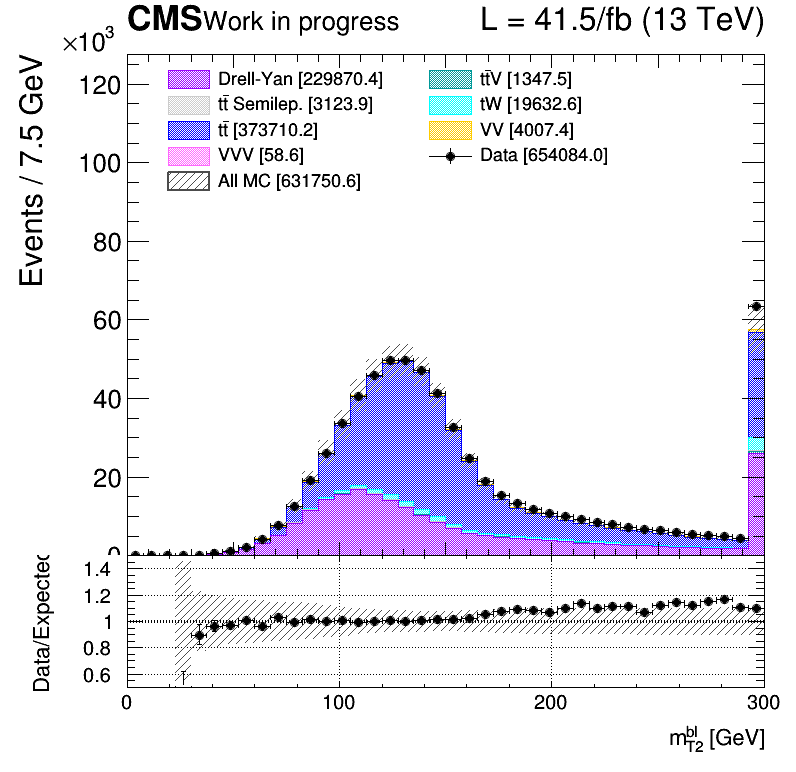 CMS Work in progress L = 41.5/fb (13 TeV)
×10³
Events / 7.5 GeV
120
100
80
60
40
20
0
Drell-Yan [229870.4]
tt̄ Semilep. [3123.9]
tt̄ [373710.2]
VVV [58.6]
All MC [631750.6]
tt̄V [1347.5]
tW [19632.6]
VV [4007.4]
Data [654084.0]
Data/Expected
1.4
1.2
1
0.8
0.6
0 100 200 300
m_{T2}^{bl} [GeV]